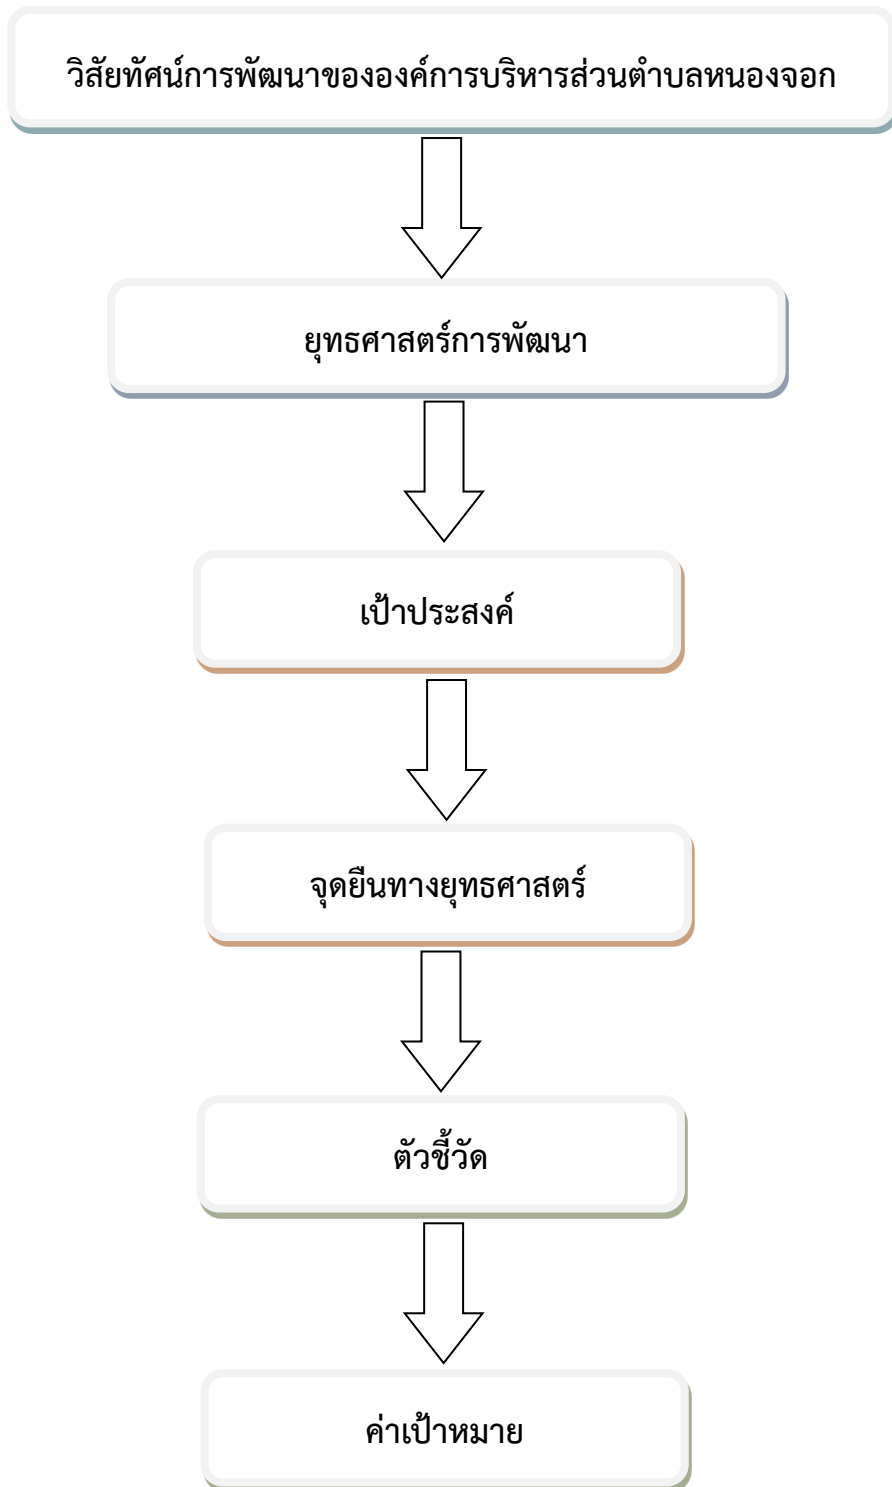 วิสัยทัศน์การพัฒนาขององค์การบริหารส่วนตำบลหนองจอก
ยุทธศาสตร์การพัฒนา
เป้าประสงค์
จุดยืนทางยุทธศาสตร์
ตัวชี้วัด
ค่าเป้าหมาย